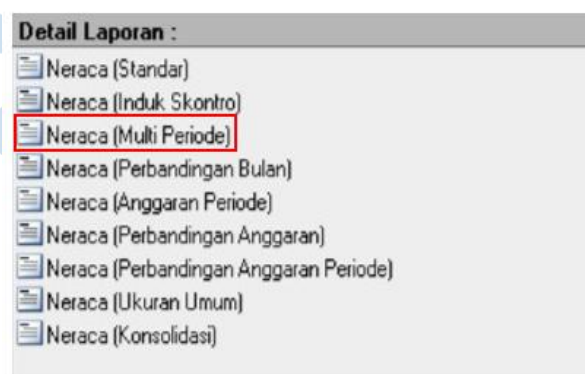 Detail Laporan :
Neraca (Standar)
Neraca (Induk Skontro)
Neraca (Multi Periode)
Neraca (Perbandingan Bulan)
Neraca (Anggaran Periode)
Neraca (Perbandingan Anggaran)
Neraca (Perbandingan Anggaran Periode)
Neraca (Ukuran Umum)
Neraca (Konsolidasi)